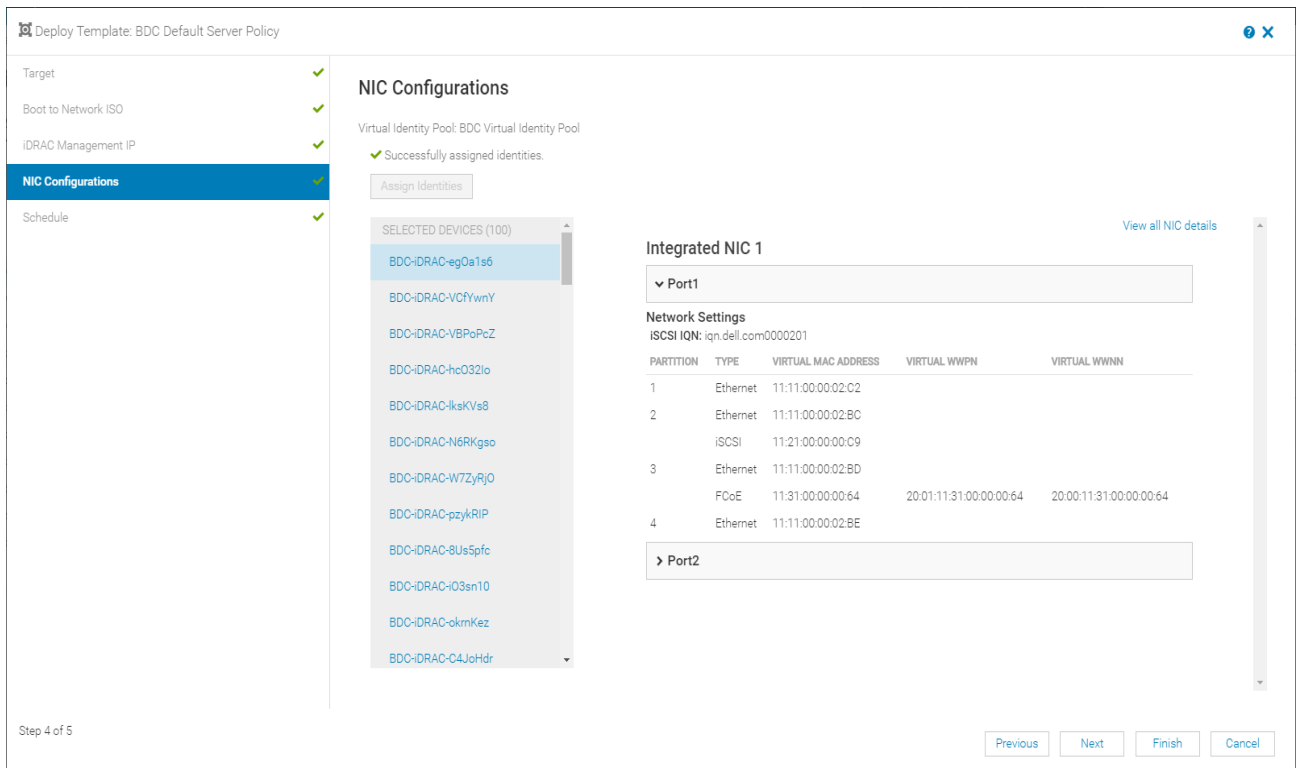 Deploy Template: BDC Default Server Policy
Target
Boot to Network ISO
iDRAC Management IP
NIC Configurations
Schedule
NIC Configurations
Virtual Identity Pool: BDC Virtual Identity Pool
Successfully assigned identities.
Assign Identities
SELECTED DEVICES (100)
BDC-iDRAC-egOa1s6
BDC-iDRAC-VCfYwnY
BDC-iDRAC-VBPoPcZ
BDC-iDRAC-hcO32Io
BDC-iDRAC-lksKVs8
BDC-iDRAC-N6RKgso
BDC-iDRAC-W7ZyRjO
BDC-iDRAC-pzykRIP
BDC-iDRAC-8Us5pfc
BDC-iDRAC-iO3sn10
BDC-iDRAC-okrnKez
BDC-iDRAC-C4JoHdr
View all NIC details
Integrated NIC 1
Port1
Network Settings
iSCSI IQN: iqn.dell.com0000201
PARTITION TYPE VIRTUAL MAC ADDRESS VIRTUAL WWPN VIRTUAL WWNN
1 Ethernet 11:11:00:00:02:C2
2 Ethernet 11:11:00:00:02:BC
iSCSI 11:21:00:00:00:C9
3 Ethernet 11:11:00:00:02:BD
FCoE 11:31:00:00:00:64 20:01:11:31:00:00:00:64 20:00:11:31:00:00:00:64
4 Ethernet 11:11:00:00:02:BE
Port2
Step 4 of 5
Previous Next Finish Cancel